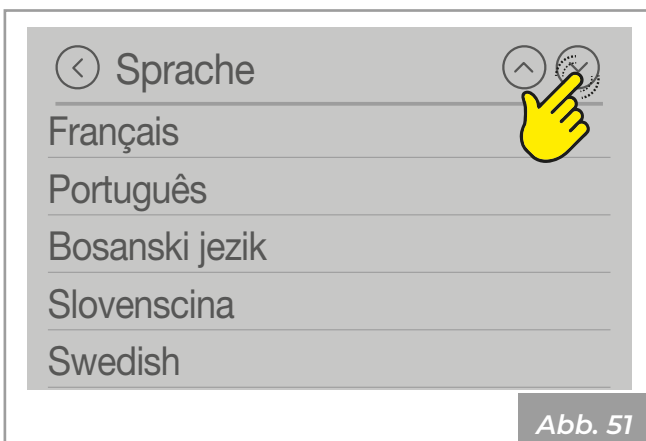 Sprache
Français
Português
Bosanski jezik
Slovenscina
Swedish
Abb. 51